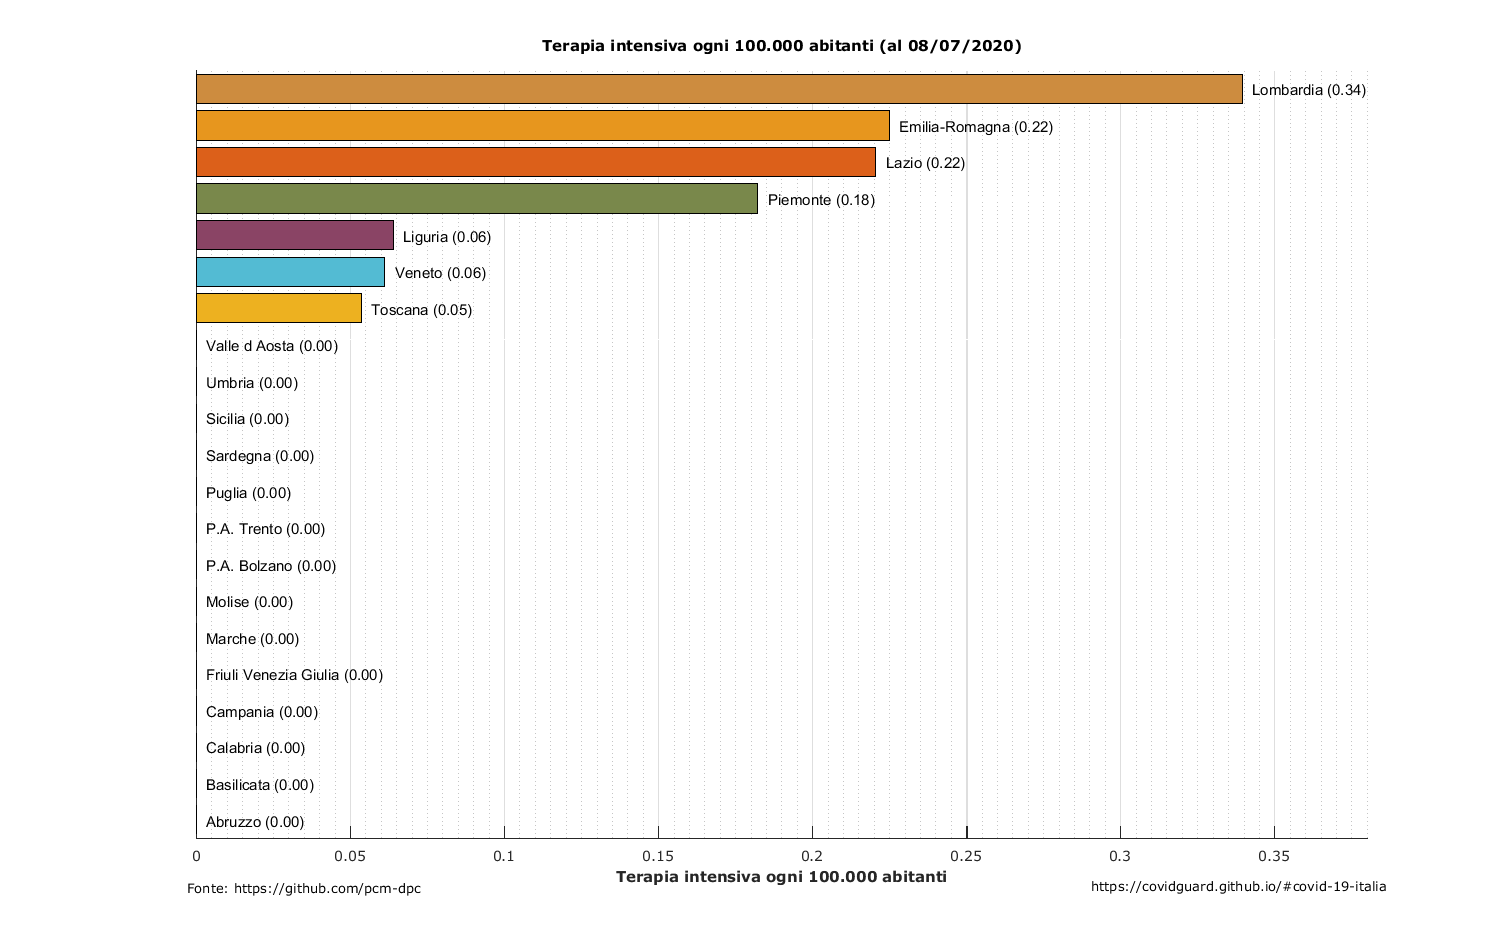 Terapia intensiva ogni 100.000 abitanti (al 08/07/2020)
Lombardia (0.34)
Emilia-Romagna (0.22)
Lazio (0.22)
Piemonte (0.18)
Liguria (0.06)
Veneto (0.06)
Toscana (0.05)
Valle d Aosta (0.00)
Umbria (0.00)
Sicilia (0.00)
Sardegna (0.00)
Puglia (0.00)
P.A. Trento (0.00)
P.A. Bolzano (0.00)
Molise (0.00)
Marche (0.00)
Friuli Venezia Giulia (0.00)
Campania (0.00)
Calabria (0.00)
Basilicata (0.00)
Abruzzo (0.00)
0 0.05 0.1 0.15 0.2 0.25 0.3 0.35
Terapia intensiva ogni 100.000 abitanti
Fonte: https://github.com/pcm-dpc
https://covidguard.github.io/#covid-19-italia